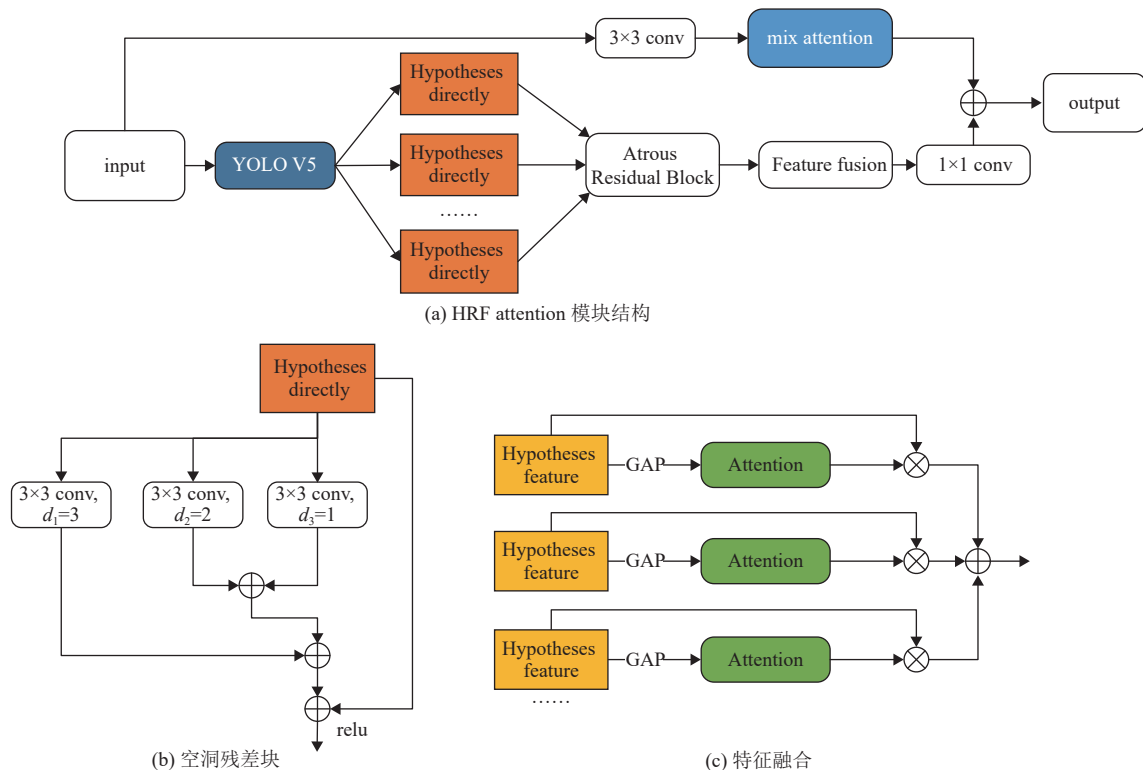 3×3 conv
mix attention
Hypotheses
directly
input
YOLO V5
Hypotheses
directly
Atrous
Residual Block
Feature fusion
1×1 conv
output
……
Hypotheses
directly
(a) HRF attention 模块结构
Hypotheses
directly
3×3 conv,
d₁=3
3×3 conv,
d₂=2
3×3 conv,
d₃=1
relu
(b) 空洞残差块
Hypotheses
feature
GAP
Attention
Hypotheses
feature
GAP
Attention
Hypotheses
feature
GAP
Attention
……
(c) 特征融合